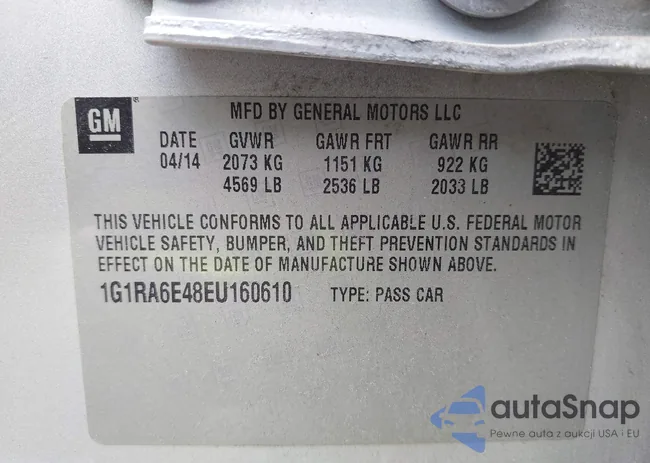 GM
MFD BY GENERAL MOTORS LLC
DATE GVWR GAWR FRT GAWR RR
04/14 2073 KG 1151 KG 922 KG
4569 LB 2536 LB 2033 LB
THIS VEHICLE CONFORMS TO ALL APPLICABLE U.S. FEDERAL MOTOR
VEHICLE SAFETY, BUMPER, AND THEFT PREVENTION STANDARDS IN
EFFECT ON THE DATE OF MANUFACTURE SHOWN ABOVE.
1G1RA6E48EU160610 TYPE: PASS CAR
autaSnap
Pewne auta z aukcji USA i EU